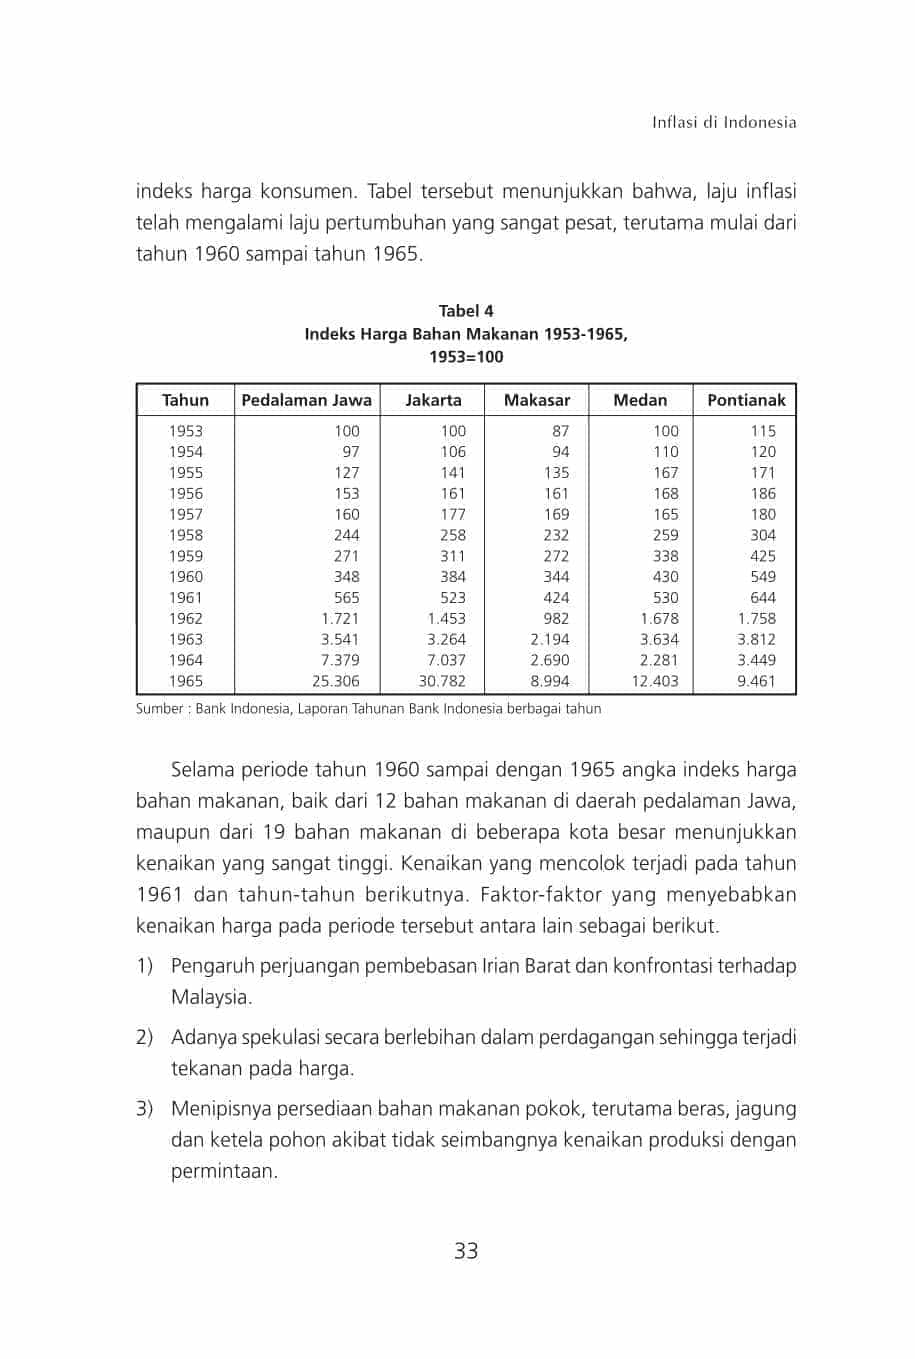 Inflasi di Indonesia
indeks harga konsumen. Tabel tersebut menunjukkan bahwa, laju inflasi
telah mengalami laju pertumbuhan yang sangat pesat, terutama mulai dari
tahun 1960 sampai tahun 1965.
Tabel 4
Indeks Harga Bahan Makanan 1953-1965,
1953=100
Tahun Pedalaman Jawa Jakarta Makasar Medan Pontianak
1953 100 100 87 100 115
1954 97 106 94 110 120
1955 127 141 135 167 171
1956 153 161 161 168 186
1957 160 177 169 165 180
1958 244 258 232 259 304
1959 271 311 272 338 425
1960 348 384 344 430 549
1961 565 523 424 530 644
1962 1.721 1.453 982 1.678 1.758
1963 3.541 3.264 2.194 3.634 3.812
1964 7.379 7.037 2.690 2.281 3.449
1965 25.306 30.782 8.994 12.403 9.461
Sumber : Bank Indonesia, Laporan Tahunan Bank Indonesia berbagai tahun
Selama periode tahun 1960 sampai dengan 1965 angka indeks harga
bahan makanan, baik dari 12 bahan makanan di daerah pedalaman Jawa,
maupun dari 19 bahan makanan di beberapa kota besar menunjukkan
kenaikan yang sangat tinggi. Kenaikan yang mencolok terjadi pada tahun
1961 dan tahun-tahun berikutnya. Faktor-faktor yang menyebabkan
kenaikan harga pada periode tersebut antara lain sebagai berikut.
1) Pengaruh perjuangan pembebasan Irian Barat dan konfrontasi terhadap
Malaysia.
2) Adanya spekulasi secara berlebihan dalam perdagangan sehingga terjadi
tekanan pada harga.
3) Menipisnya persediaan bahan makanan pokok, terutama beras, jagung
dan ketela pohon akibat tidak seimbangnya kenaikan produksi dengan
permintaan.
33